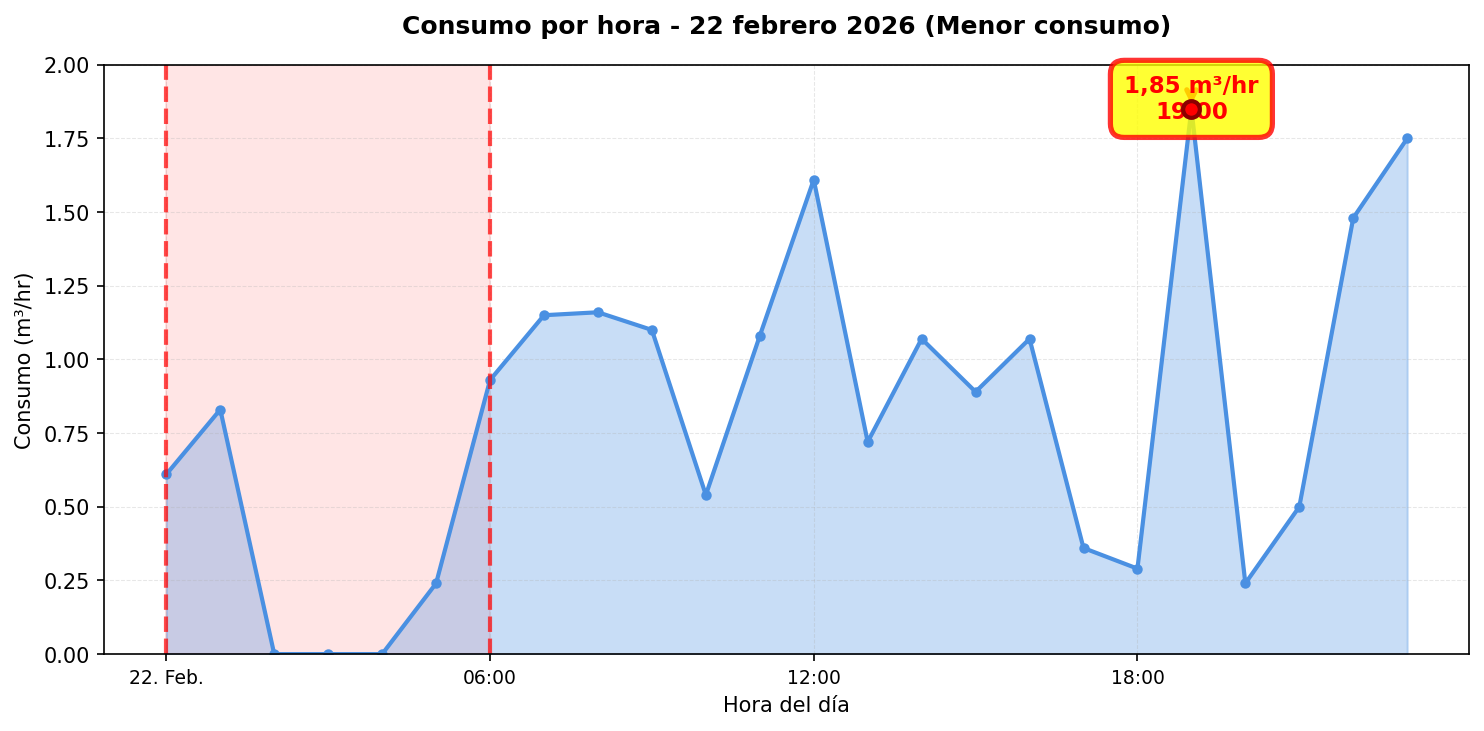 Consumo por hora - 22 febrero 2026 (Menor consumo)
1,85 m³/hr
19:00
2.00
1.75
1.50
1.25
1.00
0.75
0.50
0.25
0.00
Consumo (m³/hr)
22. Feb.
06:00
12:00
18:00
Hora del día